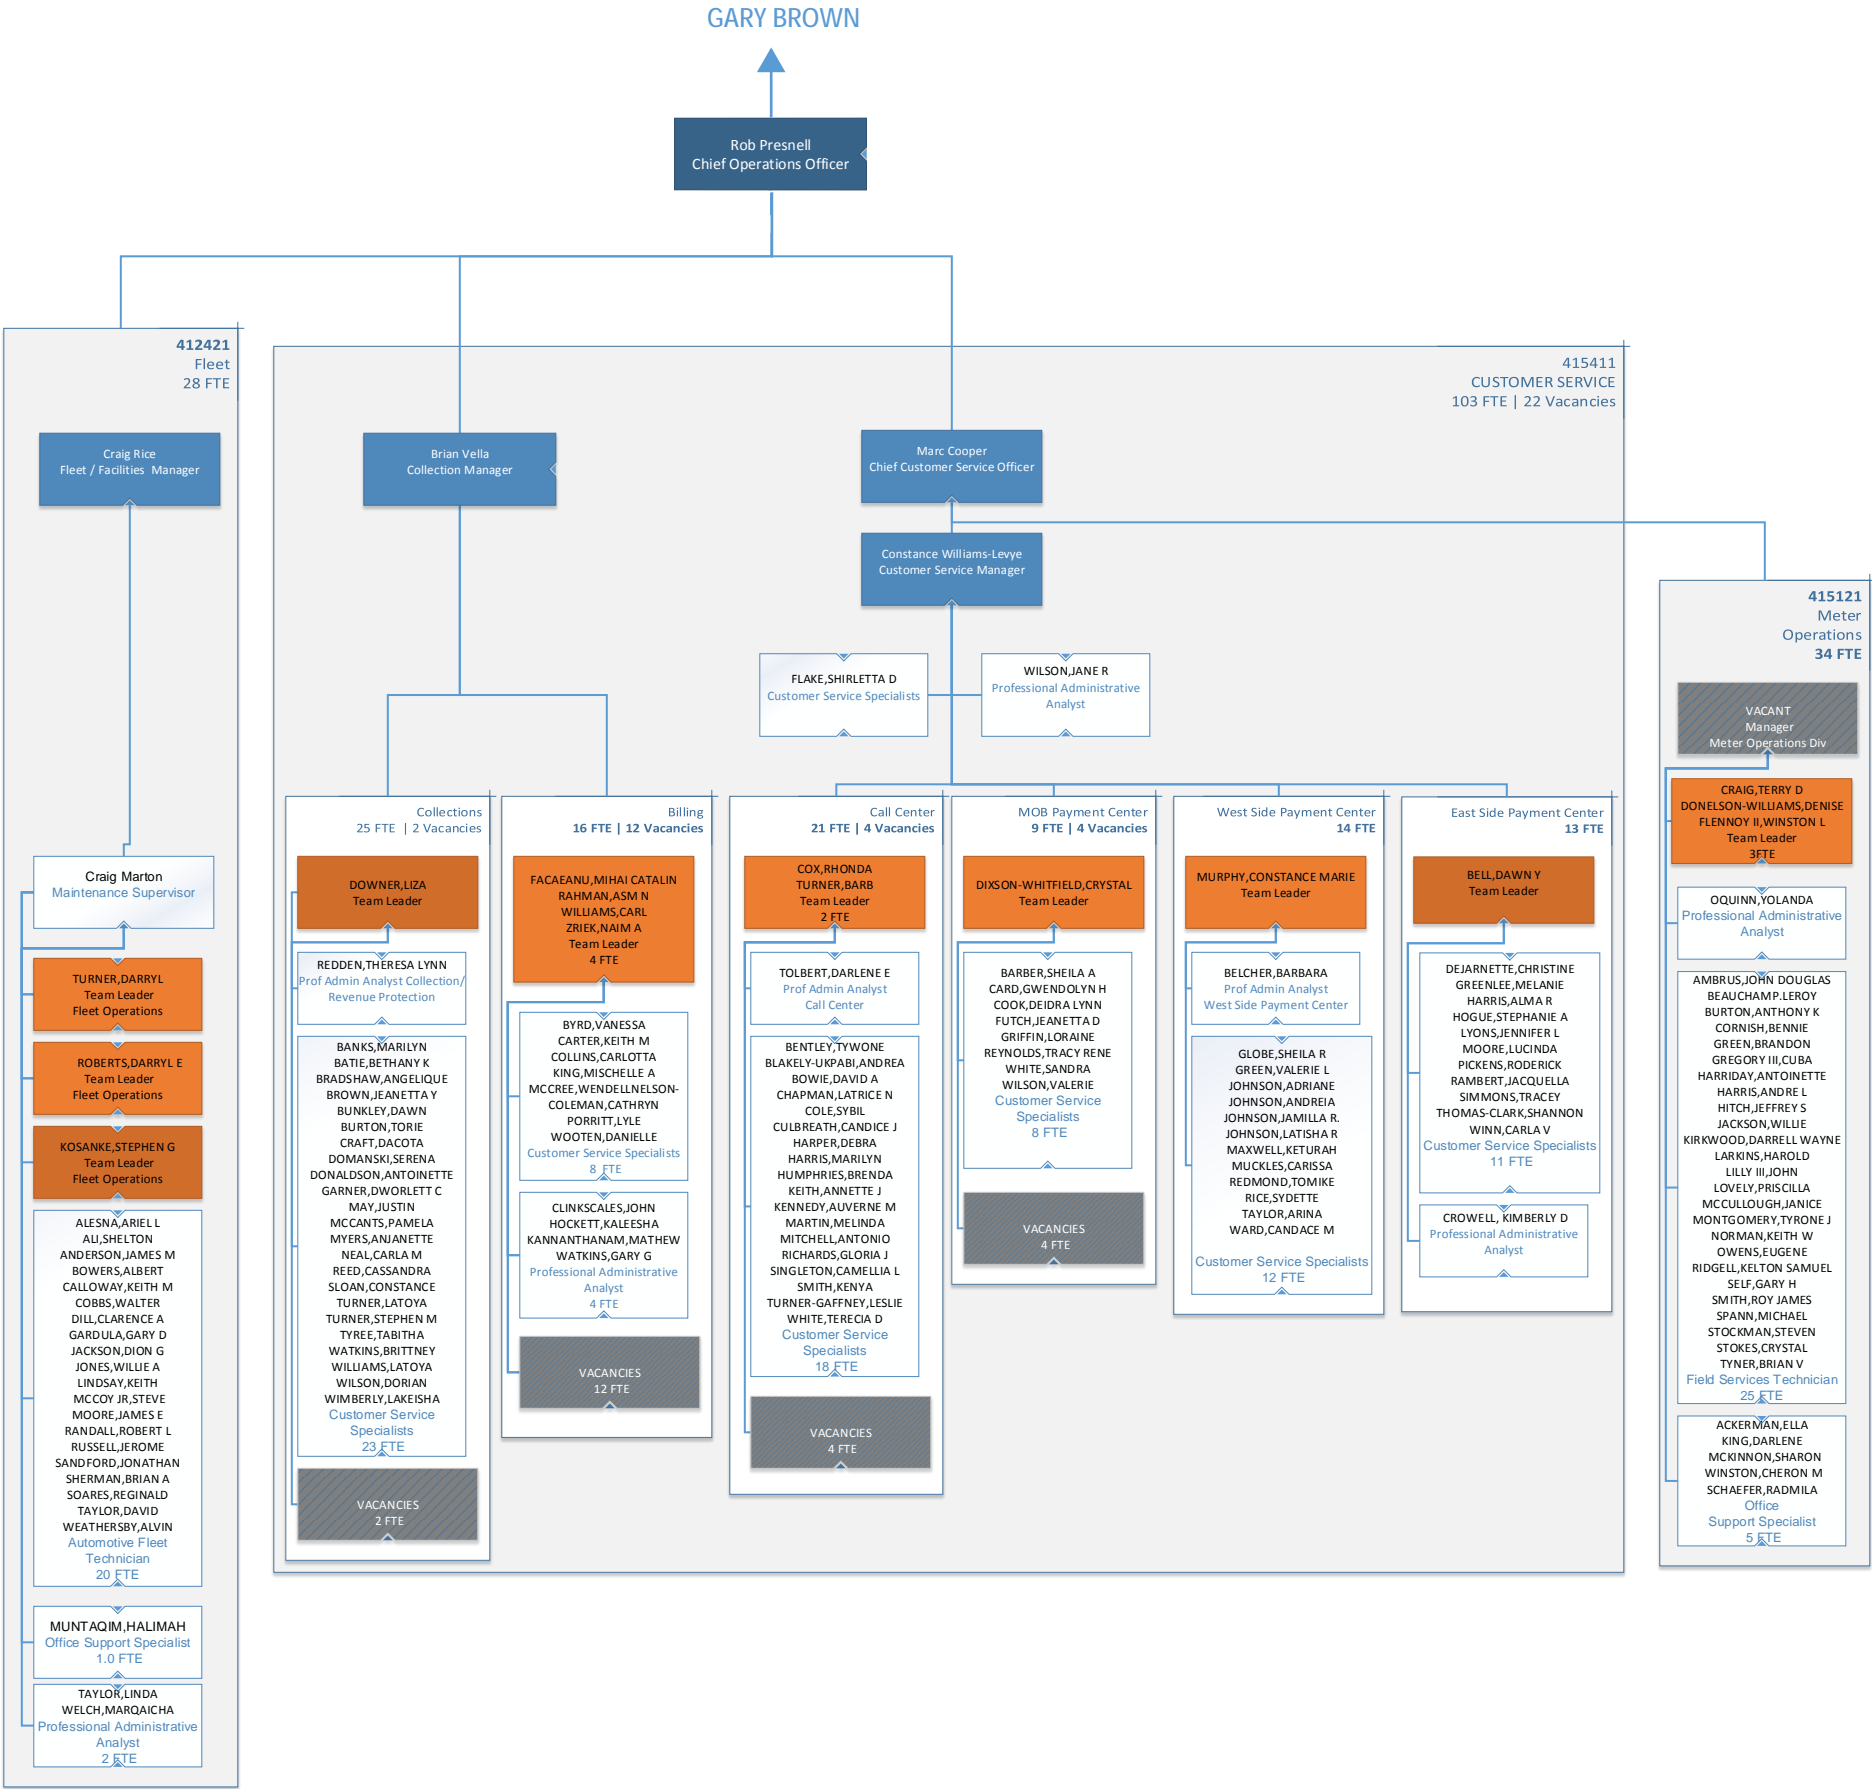 GARY BROWN
Rob Presnell
Chief Operations Officer
412421
Fleet
28 FTE
Craig Rice
Fleet / Facilities  Manager
Craig Marton
Maintenance Supervisor
TURNER,DARRYL
Team Leader
Fleet Operations
ROBERTS,DARRYL E
Team Leader
Fleet Operations
KOSANKE,STEPHEN G
Team Leader
Fleet Operations
ALESNA,ARIEL L
ALI,SHELTON
ANDERSON,JAMES M
BOWERS,ALBERT
CALLOWAY,KEITH M
COBBS,WALTER
DILL,CLARENCE A
GARDULA,GARY D
JACKSON,DION G
JONES,WILLIE A
LINDSAY,KEITH
MCCOY JR,STEVE
MOORE,JAMES E
RANDALL,ROBERT L
RUSSELL,JEROME
SANDFORD,JONATHAN
SHERMAN,BRIAN A
SOARES,REGINALD
TAYLOR,DAVID
WEATHERSBY,ALVIN
Automotive Fleet
Technician
20 FTE
MUNTAQIM,HALIMAH
Office Support Specialist
1.0 FTE
TAYLOR,LINDA
WELCH,MARQAICHA
Professional Administrative
Analyst
2 FTE
415411
CUSTOMER SERVICE
103 FTE | 22 Vacancies
Brian Vella
Collection Manager
Marc Cooper
Chief Customer Service Officer
Constance Williams-Levye
Customer Service Manager
FLAKE,SHIRLETTA D
Customer Service Specialists
WILSON,JANE R
Professional Administrative
Analyst
Collections
25 FTE  | 2 Vacancies
DOWNER,LIZA
Team Leader
REDDEN,THERESA LYNN
Prof Admin Analyst Collection/
Revenue Protection
BANKS,MARILYN
BATIE,BETHANY K
BRADSHAW,ANGELIQUE
BROWN,JEANETTA Y
BUNKLEY,DAWN
BURTON,TORIE
CRAFT,DACOTA
DOMANSKI,SERENA
DONALDSON,ANTOINETTE
GARNER,DWORLETT C
MAY,JUSTIN
MCCANTS,PAMELA
MYERS,ANJANETTE
NEAL,CARLA M
REED,CASSANDRA
SLOAN,CONSTANCE
TURNER,LATOYA
TURNER,STEPHEN M
TYREE,TABITHA
WATKINS,BRITTNEY
WILLIAMS,LATOYA
WILSON,DORIAN
WIMBERLY,LAKEISHA
Customer Service
Specialists
23 FTE
VACANCIES
2 FTE
Billing
16 FTE | 12 Vacancies
FACAEANU,MIHAI CATALIN
RAHMAN,ASM N
WILLIAMS,CARL
ZRIEK,NAIM A
Team Leader
4 FTE
BYRD,VANESSA
CARTER,KEITH M
COLLINS,CARLOTTA
KING,MISCHELLE A
MCCREE,WENDELLNELSON-
COLEMAN,CATHRYN
PORRITT,LYLE
WOOTEN,DANIELLE
Customer Service Specialists
8 FTE
CLINKSCALES,JOHN
HOCKETT,KALEESHA
KANNANTHANAM,MATHEW
WATKINS,GARY G
Professional Administrative
Analyst
4 FTE
VACANCIES
12 FTE
Call Center
21 FTE | 4 Vacancies
COX,RHONDA
TURNER,BARB
Team Leader
2 FTE
TOLBERT,DARLENE E
Prof Admin Analyst
Call Center
BENTLEY,TYWONE
BLAKELY-UKPABI,ANDREA
BOWIE,DAVID A
CHAPMAN,LATRICE N
COLE,SYBIL
CULBREATH,CANDICE J
HARPER,DEBRA
HARRIS,MARILYN
HUMPHRIES,BRENDA
KEITH,ANNETTE J
KENNEDY,AUVERNE M
MARTIN,MELINDA
MITCHELL,ANTONIO
RICHARDS,GLORIA J
SINGLETON,CAMELLIA L
SMITH,KENYA
TURNER-GAFFNEY,LESLIE
WHITE,TERECIA D
Customer Service
Specialists
18 FTE
VACANCIES
4 FTE
MOB Payment Center
9 FTE | 4 Vacancies
DIXSON-WHITFIELD,CRYSTAL
Team Leader
BARBER,SHEILA A
CARD,GWENDOLYN H
COOK,DEIDRA LYNN
FUTCH,JEANETTA D
GRIFFIN,LORAINE
REYNOLDS,TRACY RENE
WHITE,SANDRA
WILSON,VALERIE
Customer Service
Specialists
8 FTE
VACANCIES
4 FTE
West Side Payment Center
14 FTE
MURPHY,CONSTANCE MARIE
Team Leader
BELCHER,BARBARA
Prof Admin Analyst
West Side Payment Center
GLOBE,SHEILA R
GREEN,VALERIE L
JOHNSON,ADRIANE
JOHNSON,ANDREIA
JOHNSON,JAMILLA R.
JOHNSON,LATISHA R
MAXWELL,KETURAH
MUCKLES,CARISSA
REDMOND,TOMIKE
RICE,SYDETTE
TAYLOR,ARINA
WARD,CANDACE M
Customer Service Specialists
12 FTE
East Side Payment Center
13 FTE
BELL,DAWN Y
Team Leader
DEJARNETTE,CHRISTINE
GREENLEE,MELANIE
HARRIS,ALMA R
HOGUE,STEPHANIE A
LYONS,JENNIFER L
MOORE,LUCINDA
PICKENS,RODERICK
RAMBERT,JACQUELLA
SIMMONS,TRACEY
THOMAS-CLARK,SHANNON
WINN,CARLA V
Customer Service Specialists
11 FTE
CROWELL, KIMBERLY D
Professional Administrative
Analyst
415121
Meter
Operations
34 FTE
VACANT
Manager
Meter Operations Div
CRAIG,TERRY D
DONELSON-WILLIAMS,DENISE
FLENNOY II,WINSTON L
Team Leader
3FTE
OQUINN,YOLANDA
Professional Administrative
Analyst
AMBRUS,JOHN DOUGLAS
BEAUCHAMP.LEROY
BURTON,ANTHONY K
CORNISH,BENNIE
GREEN,BRANDON
GREGORY III,CUBA
HARRIDAY,ANTOINETTE
HARRIS,ANDRE L
HITCH,JEFFREY S
JACKSON,WILLIE
KIRKWOOD,DARRELL WAYNE
LARKINS,HAROLD
LILLY III,JOHN
LOVELY,PRISCILLA
MCCULLOUGH,JANICE
MONTGOMERY,TYRONE J
NORMAN,KEITH W
OWENS,EUGENE
RIDGELL,KELTON SAMUEL
SELF,GARY H
SMITH,ROY JAMES
SPANN,MICHAEL
STOCKMAN,STEVEN
STOKES,CRYSTAL
TYNER,BRIAN V
Field Services Technician
25 FTE
ACKERMAN,ELLA
KING,DARLENE
MCKINNON,SHARON
WINSTON,CHERON M
SCHAEFER,RADMILA
Office
Support Specialist
5 FTE